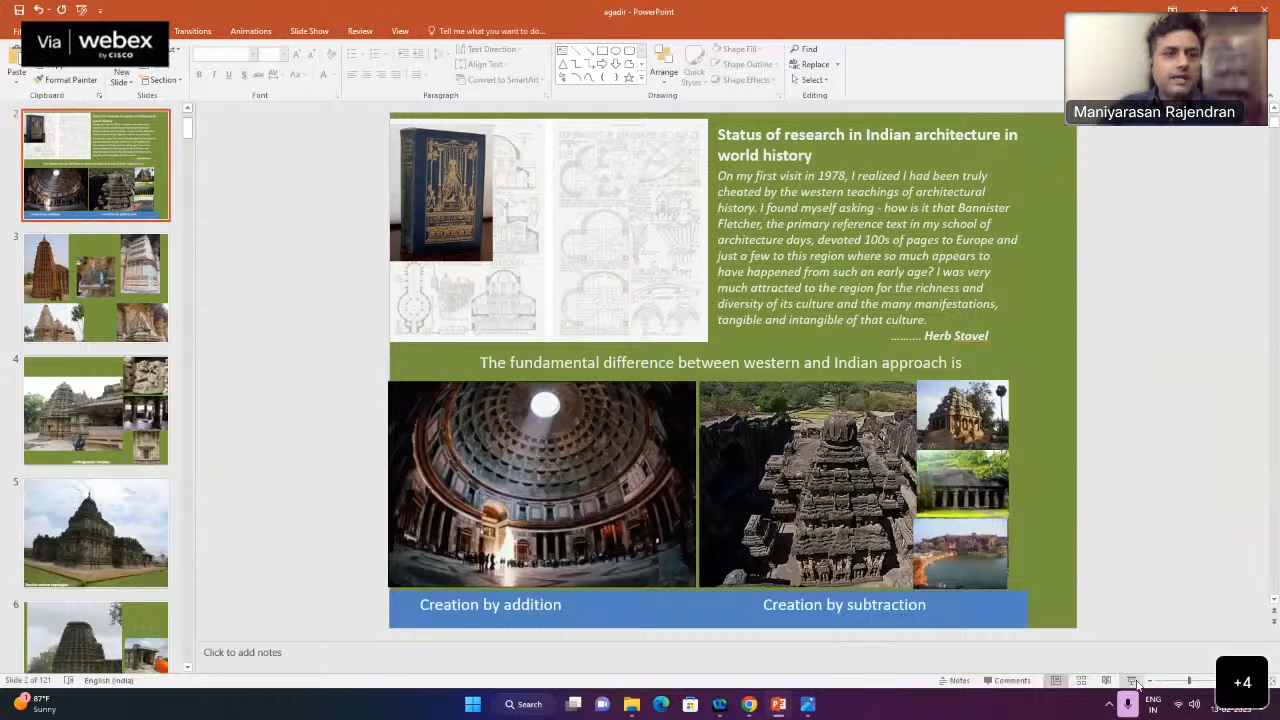 agadir - PowerPoint
Via | webex
by CISCO
Transitions Animations Slide Show Review View Tell me what you want to do...
Paste
Format Painter
New
Slide
Section
Clipboard Slides Font Paragraph Drawing Editing
Text Direction
Align Text
Convert to SmartArt
Arrange
Quick
Styles
Shape Fill
Shape Outline
Shape Effects
Find
Replace
Select
Maniyarasan Rajendran
2
3
4
5
6
Status of research in Indian architecture in
world history
On my first visit in 1978, I realized I had been truly
cheated by the western teachings of architectural
history. I found myself asking - how is it that Bannister
Fletcher, the primary reference text in my school of
architecture days, devoted 100s of pages to Europe and
just a few to this region where so much appears to
have happened from such an early age? I was very
much attracted to the region for the richness and
diversity of its culture and the many manifestations,
tangible and intangible of that culture.
......... Herb Stovel
The fundamental difference between western and Indian approach is
Creation by addition
Creation by subtraction
Click to add notes
Slide 2 of 121 English (India) Notes Comments
+4
87°F
Sunny
Search
ENG
IN
13-02-2023